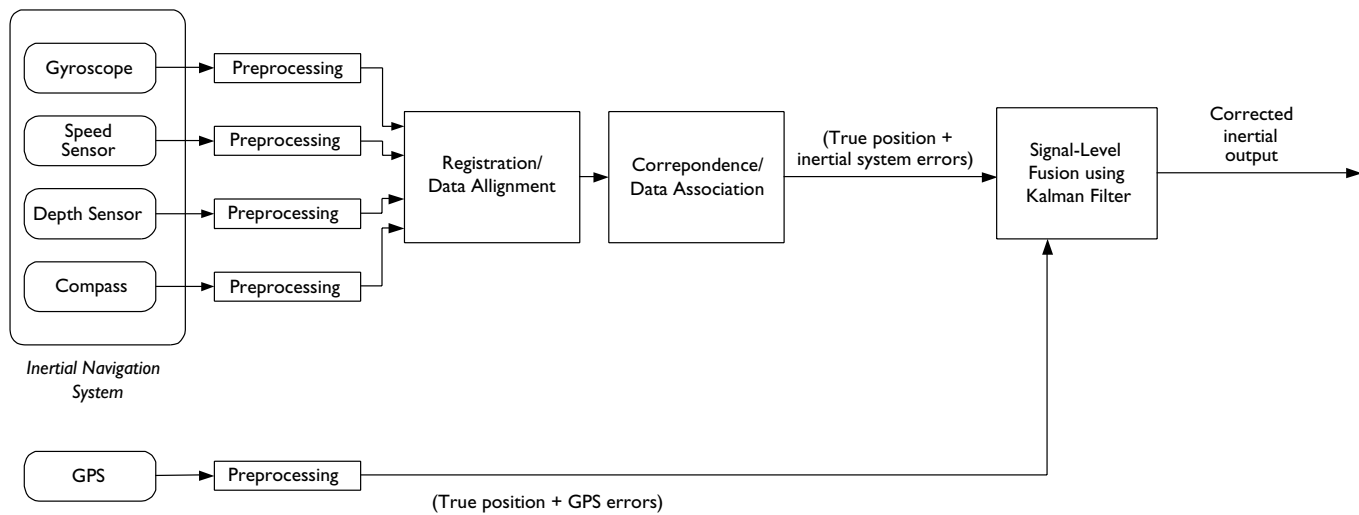 Gyroscope
Preprocessing
Speed
Sensor
Preprocessing
Depth Sensor
Preprocessing
Compass
Preprocessing
Inertial Navigation
System
Registration/
Data Allignment
Correpondence/
Data Association
(True position +
inertial system errors)
Signal-Level
Fusion using
Kalman Filter
Corrected
inertial
output
GPS
Preprocessing
(True position + GPS errors)